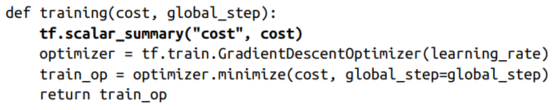 def training(cost, global_step):
    tf.scalar_summary("cost", cost)
    optimizer = tf.train.GradientDescentOptimizer(learning_rate)
    train_op = optimizer.minimize(cost, global_step=global_step)
    return train_op